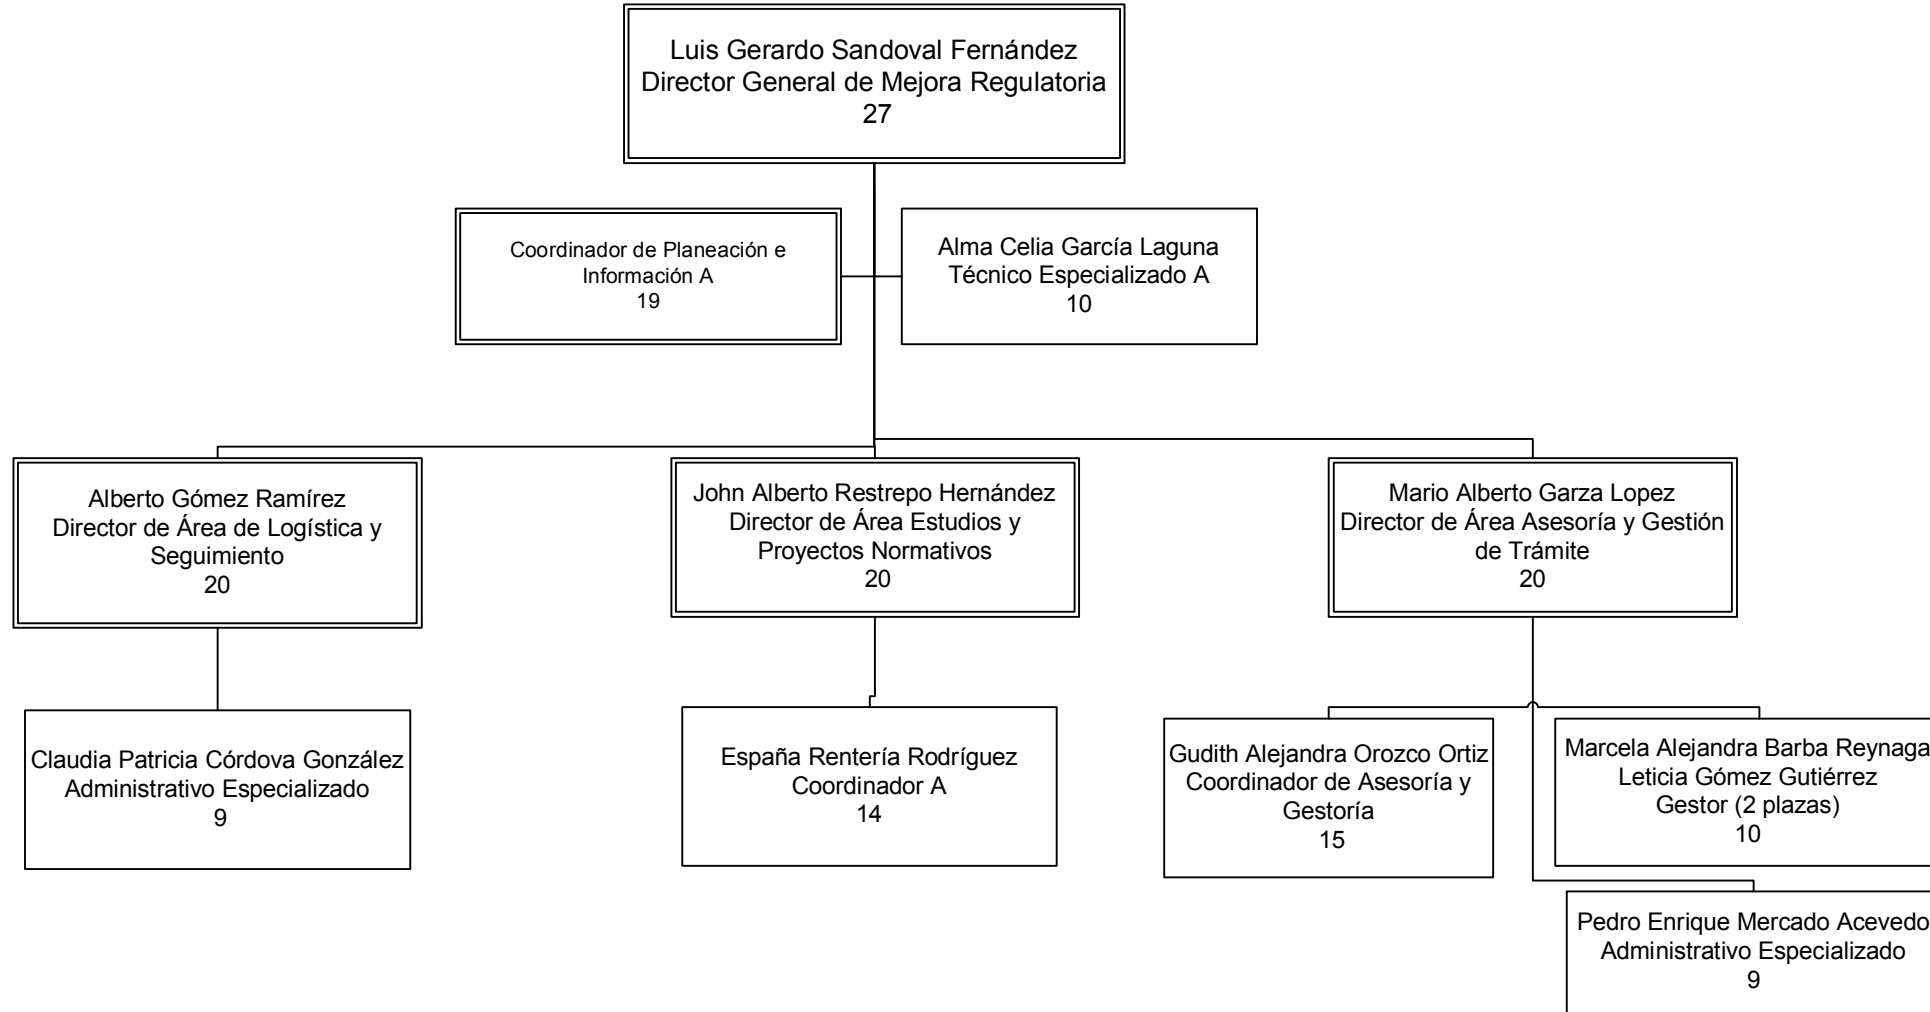 Luis Gerardo Sandoval Fernández
Director General de Mejora Regulatoria
27
Coordinador de Planeación e
Información A
19
Alma Celia García Laguna
Técnico Especializado A
10
Alberto Gómez Ramírez
Director de Área de Logística y
Seguimiento
20
John Alberto Restrepo Hernández
Director de Área Estudios y
Proyectos Normativos
20
Mario Alberto Garza Lopez
Director de Área Asesoría y Gestión
de Trámite
20
Claudia Patricia Córdova González
Administrativo Especializado
9
España Rentería Rodríguez
Coordinador A
14
Gudith Alejandra Orozco Ortiz
Coordinador de Asesoría y
Gestoría
15
Marcela Alejandra Barba Reynaga
Leticia Gómez Gutiérrez
Gestor (2 plazas)
10
Pedro Enrique Mercado Acevedo
Administrativo Especializado
9